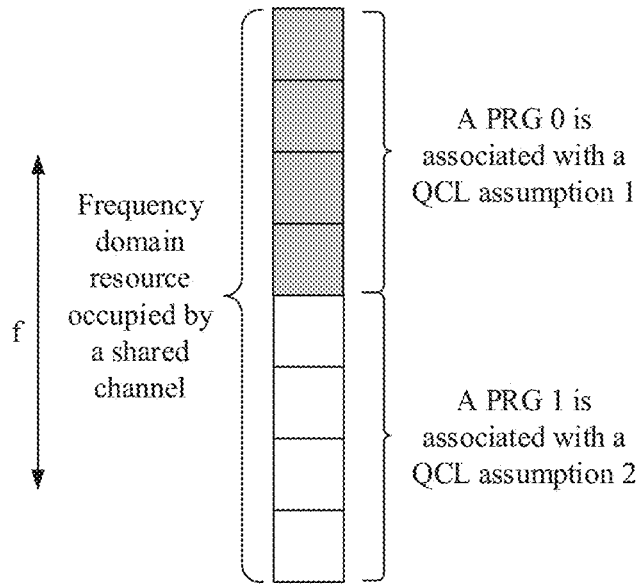 f
Frequency
domain
resource
occupied by
a shared
channel
A PRG 0 is
associated with a
QCL assumption 1
A PRG 1 is
associated with a
QCL assumption 2